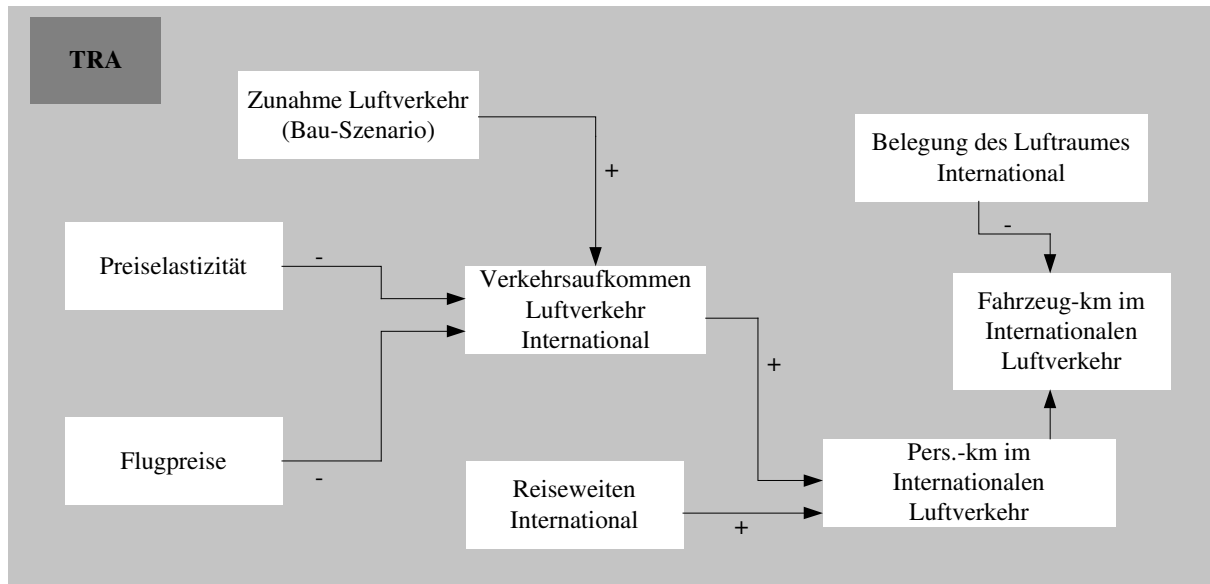 TRA
Zunahme Luftverkehr
(Bau-Szenario)
+
Belegung des Luftraumes
International
-
Preiselastizität
-
Verkehrsaufkommen
Luftverkehr
International
Fahrzeug-km im
Internationalen
Luftverkehr
+
Flugpreise
-
Reiseweiten
International
+
Pers.-km im
Internationalen
Luftverkehr